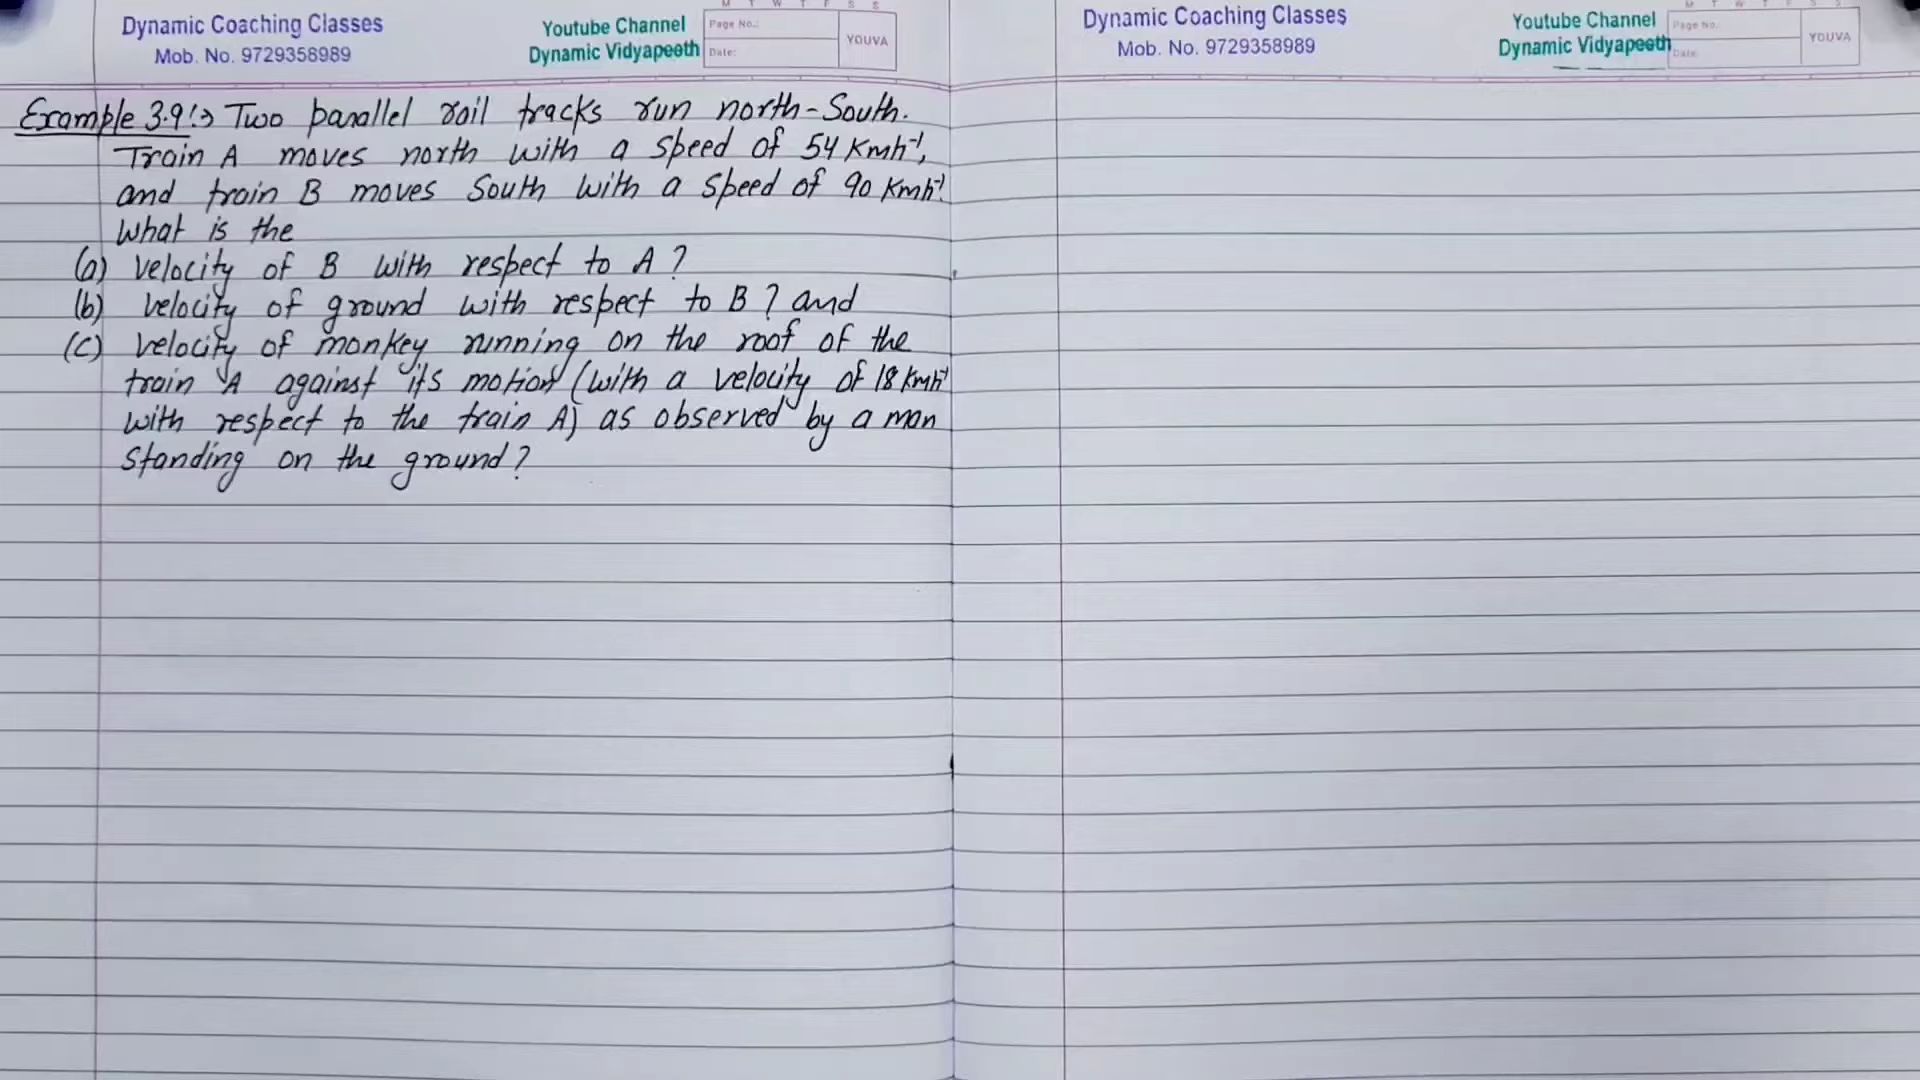 Dynamic Coaching Classes
Mob. No. 9729358989
Youtube Channel
Dynamic Vidyapeeth
M T W T F S S
Page No.:
Date:
YOUVA
Dynamic Coaching Classes
Mob. No. 9729358989
Youtube Channel
Dynamic Vidyapeeth
M T W T F S S
Page No.
Date:
YOUVA
Example 3.9:→ Two parallel rail tracks run north-South.
Train A moves north with a speed of 54 Kmh⁻¹,
and train B moves South with a speed of 90 Kmh⁻¹.
What is the
(a) velocity of B with respect to A?
(b) velocity of ground with respect to B? and
(c) velocity of monkey running on the roof of the
train A against its motion (with a velocity of 18 Kmh⁻¹
with respect to the train A) as observed by a man
standing on the ground?